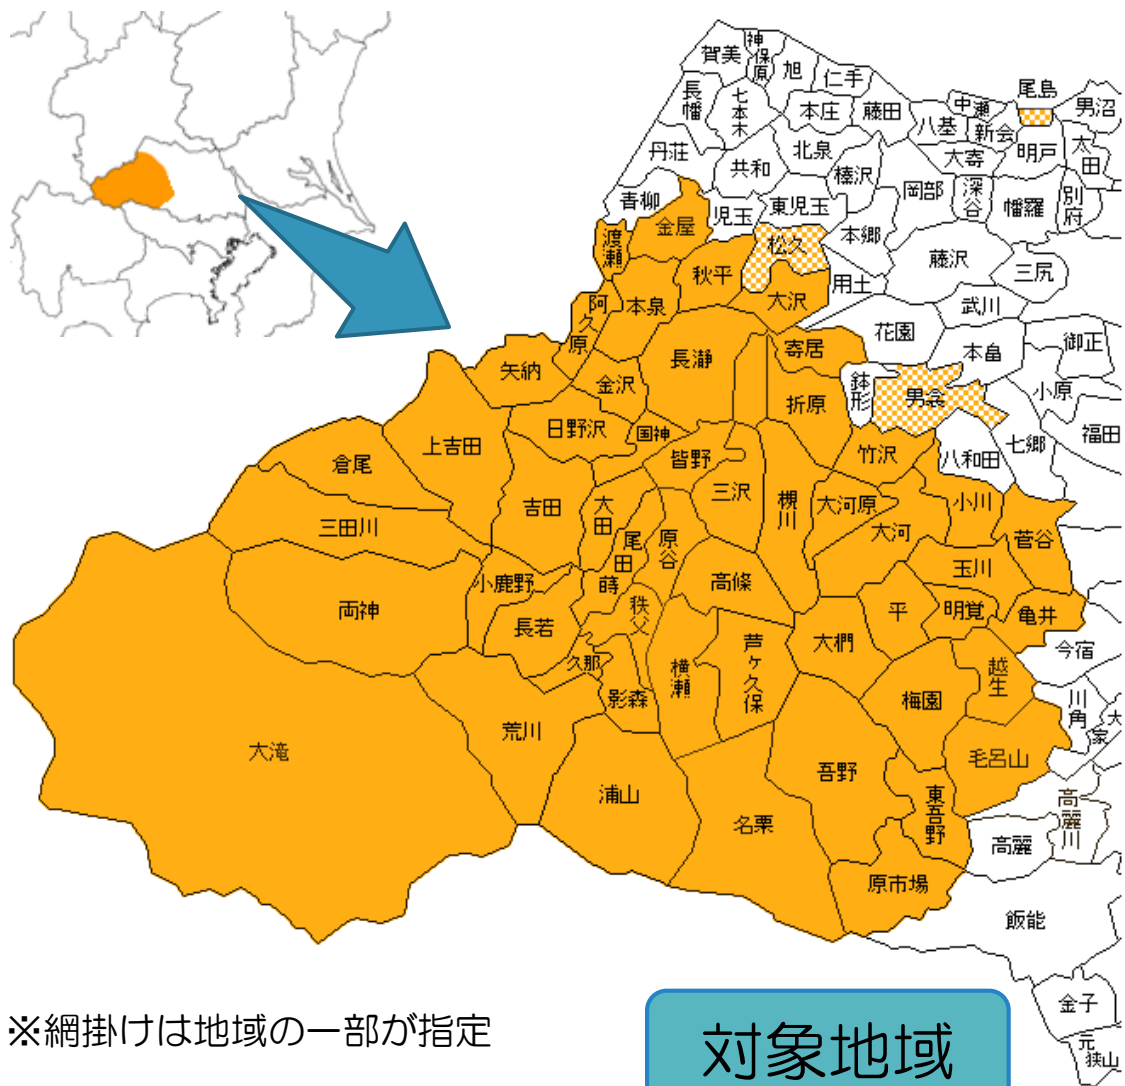 賀美
神保原
旭
仁手
尾島
長幡
七本木
本庄
藤田
中瀬
男沼
八基
新会
丹荘
共和
北泉
大寄
明戸
太田
青柳
榛沢
岡部
深谷
幡羅
別府
児玉
東児玉
渡瀬
金屋
松久
本郷
藤沢
三尻
秋平
用土
阿久原
本泉
大沢
武川
花園
寄居
本畠
御正
矢納
長瀞
金沢
鉢形
小原
折原
男衾
日野沢
国神
福田
上吉田
七郷
倉尾
皆野
竹沢
八和田
三沢
槻川
大河原
小川
吉田
大田
三田川
尾田蒔
原谷
大河
菅谷
玉川
小鹿野
高篠
両神
秩父
平
明覚
亀井
長若
大椚
芦ヶ久保
今宿
久那
横瀬
越生
影森
梅園
川角
大家
荒川
大滝
毛呂山
吾野
浦山
東吾野
高麗川
名栗
高麗
原市場
飯能
金子
元狭山
※網掛けは地域の一部が指定
対象地域